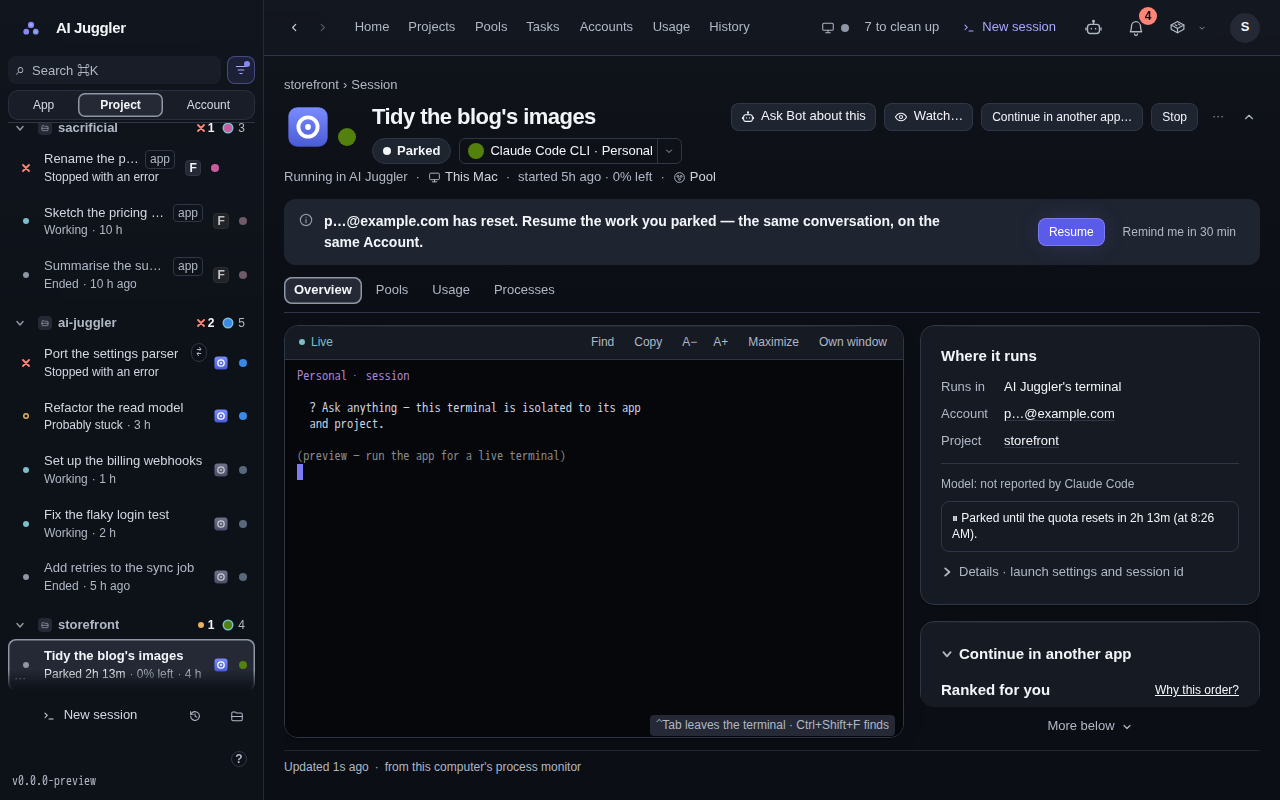 AI Juggler
Search ⌘K
App Project Account
sacrificial 1 3
Rename the p… app
Stopped with an error F
Sketch the pricing … app
Working · 10 h F
Summarise the su… app
Ended · 10 h ago F
ai-juggler 2 5
Port the settings parser
Stopped with an error
Refactor the read model
Probably stuck · 3 h
Set up the billing webhooks
Working · 1 h
Fix the flaky login test
Working · 2 h
Add retries to the sync job
Ended · 5 h ago
storefront 1 4
Tidy the blog's images
Parked 2h 13m · 0% left · 4 h
…
New session
?
v0.0.0-preview
Home Projects Pools Tasks Accounts Usage History
7 to clean up
New session
4
S
storefront › Session
Tidy the blog's images
Ask Bot about this Watch… Continue in another app… Stop …
Parked Claude Code CLI · Personal
Running in AI Juggler · This Mac · started 5h ago · 0% left · Pool
p…@example.com has reset. Resume the work you parked — the same conversation, on the
same Account.
Resume Remind me in 30 min
Overview Pools Usage Processes
Live Find Copy A− A+ Maximize Own window
Personal · session
? Ask anything — this terminal is isolated to its app
and project.
(preview — run the app for a live terminal)
^Tab leaves the terminal · Ctrl+Shift+F finds
Where it runs
Runs in AI Juggler's terminal
Account p…@example.com
Project storefront
Model: not reported by Claude Code
Parked until the quota resets in 2h 13m (at 8:26
AM).
Details · launch settings and session id
Continue in another app
Ranked for you Why this order?
More below
Updated 1s ago · from this computer's process monitor